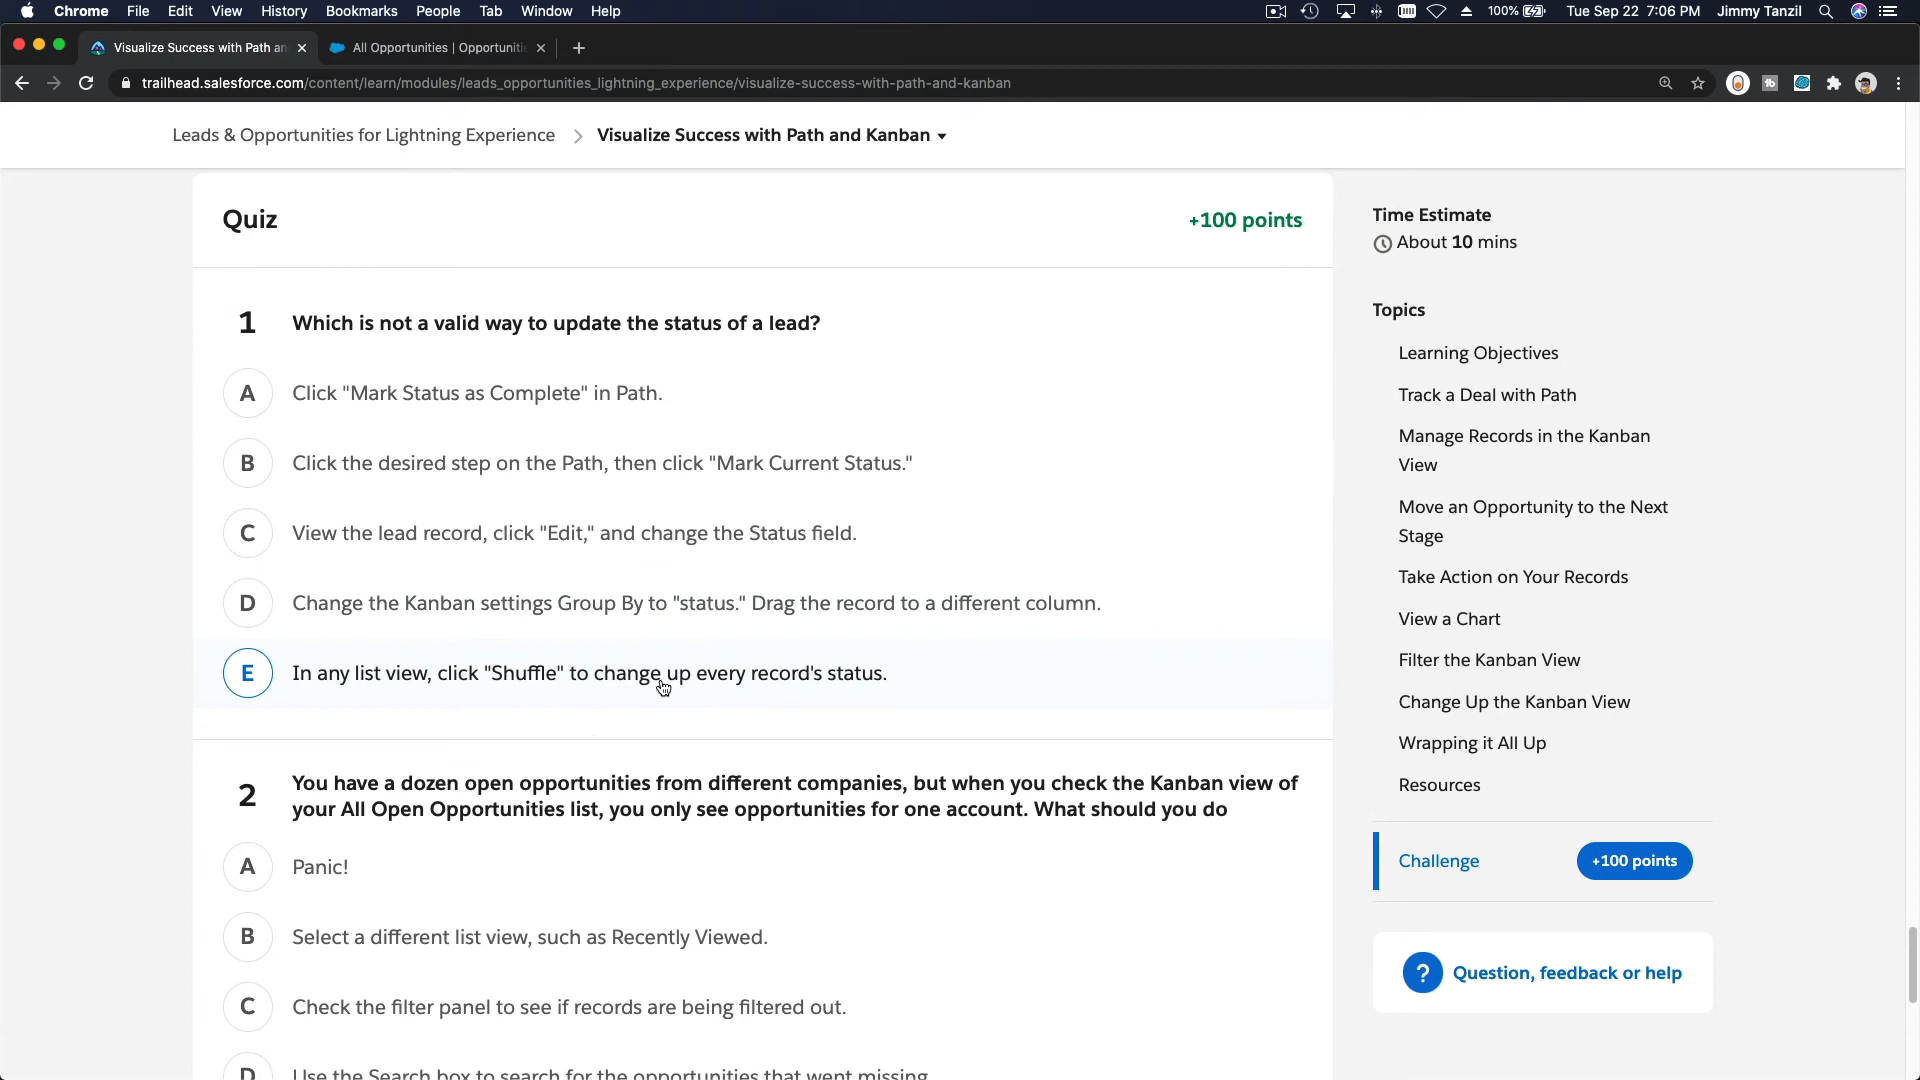 Chrome File Edit View History Bookmarks People Tab Window Help 100% Tue Sep 22 7:06 PM Jimmy Tanzil
Visualize Success with Path an All Opportunities | Opportuniti
trailhead.salesforce.com/content/learn/modules/leads_opportunities_lightning_experience/visualize-success-with-path-and-kanban
Leads & Opportunities for Lightning Experience > Visualize Success with Path and Kanban
Quiz +100 points
1 Which is not a valid way to update the status of a lead?
A Click "Mark Status as Complete" in Path.
B Click the desired step on the Path, then click "Mark Current Status."
C View the lead record, click "Edit," and change the Status field.
D Change the Kanban settings Group By to "status." Drag the record to a different column.
E In any list view, click "Shuffle" to change up every record's status.
2 You have a dozen open opportunities from different companies, but when you check the Kanban view of
your All Open Opportunities list, you only see opportunities for one account. What should you do
A Panic!
B Select a different list view, such as Recently Viewed.
C Check the filter panel to see if records are being filtered out.
D Use the Search box to search for the opportunities that went missing.
Time Estimate
About 10 mins
Topics
Learning Objectives
Track a Deal with Path
Manage Records in the Kanban
View
Move an Opportunity to the Next
Stage
Take Action on Your Records
View a Chart
Filter the Kanban View
Change Up the Kanban View
Wrapping it All Up
Resources
Challenge +100 points
? Question, feedback or help